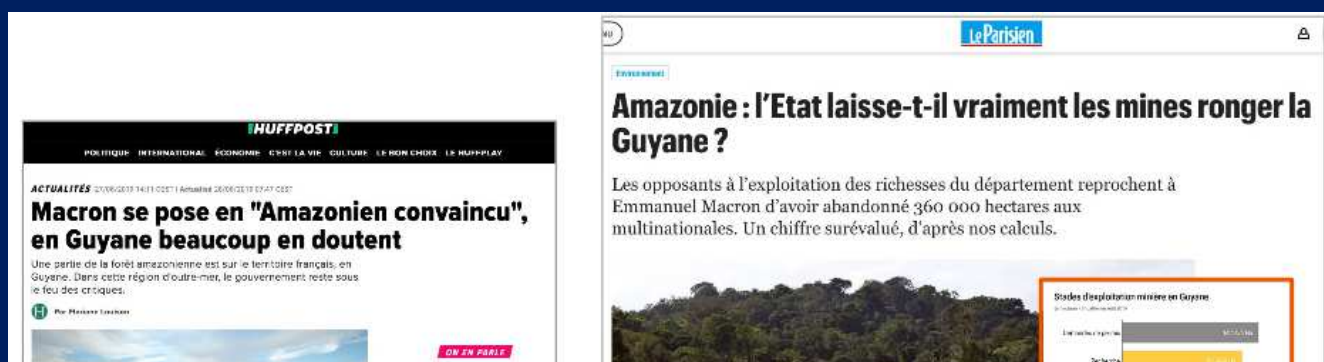 HUFFPOST
POLITIQUE INTERNATIONAL ÉCONOMIE C'EST LA VIE CULTURE LE BON CHOIX LE HUFFPLAY
ACTUALITÉS
Macron se pose en "Amazonien convaincu",
en Guyane beaucoup en doutent
Une partie de la forêt amazonienne est sur le territoire français, en
Guyane. Dans cette région d'outre-mer, le gouvernement reste sous
le feu des critiques.
ON EN PARLE
Le Parisien
Environnement
Amazonie : l'Etat laisse-t-il vraiment les mines ronger la
Guyane ?
Les opposants à l'exploitation des richesses du département reprochent à
Emmanuel Macron d'avoir abandonné 360 000 hectares aux
multinationales. Un chiffre surévalué, d'après nos calculs.
Stades d'exploitation minière en Guyane
Recherche